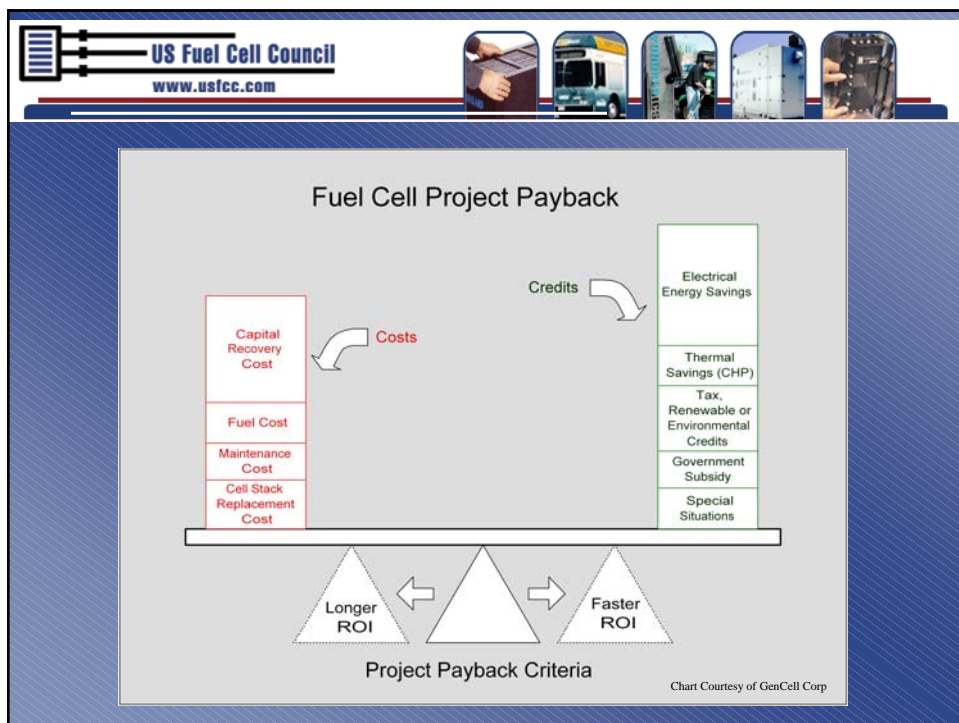 US Fuel Cell Council
www.usfcc.com
Fuel Cell Project Payback
Capital
Recovery
Cost
Fuel Cost
Maintenance
Cost
Cell Stack
Replacement
Cost
Costs
Credits
Electrical
Energy Savings
Thermal
Savings (CHP)
Tax,
Renewable or
Environmental
Credits
Government
Subsidy
Special
Situations
Longer
ROI
Faster
ROI
Project Payback Criteria
Chart Courtesy of GenCell Corp